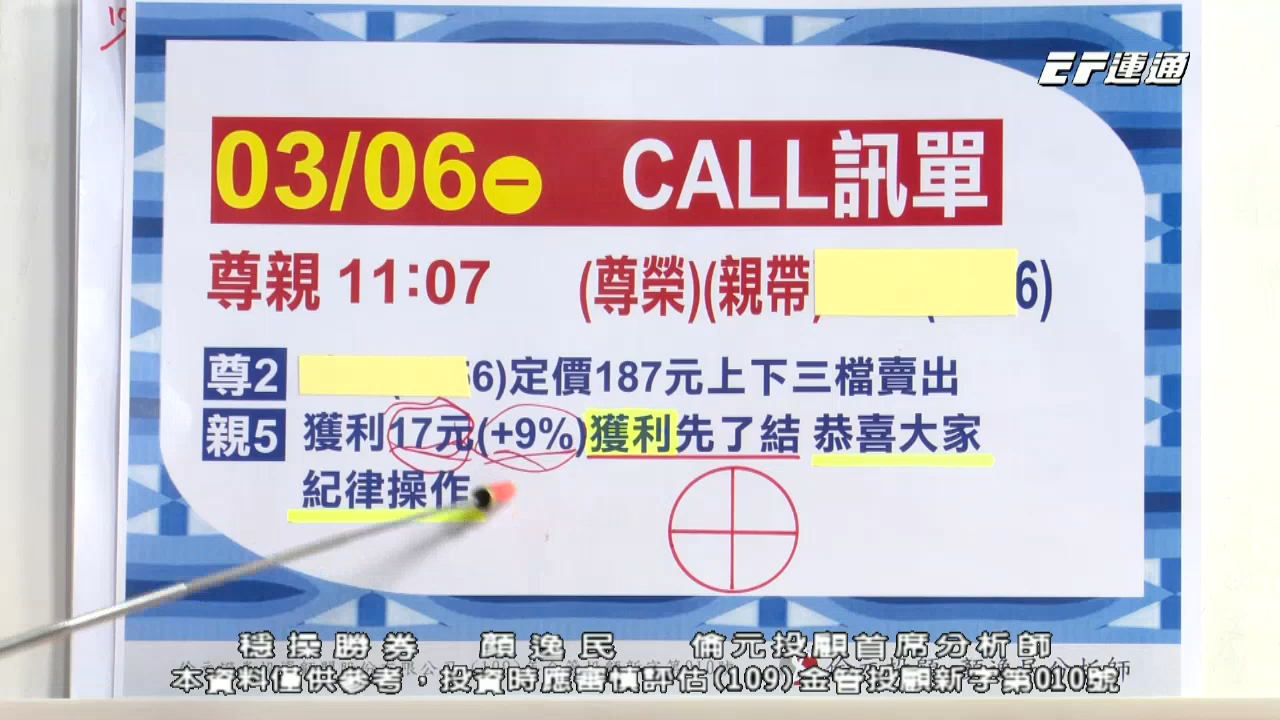 EF運通
03/06㊀ CALL訊單
尊親 11:07 (尊榮)(親帶 6)
尊2 6)定價187元上下三檔賣出
親5 獲利17元(+9%)獲利先了結 恭喜大家
紀律操作
穩操勝券 顏逸民 倫元投顧首席分析師
本資料僅供參考，投資時應審慎評估(109)金管投顧新字第010號